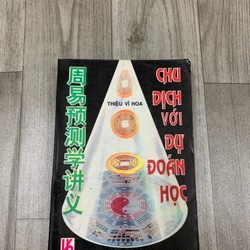 周易预测学讲义
THIỆU VĨ HOA
CHU
DỊCH
VỚI
DỰ
ĐOÁN
HỌC